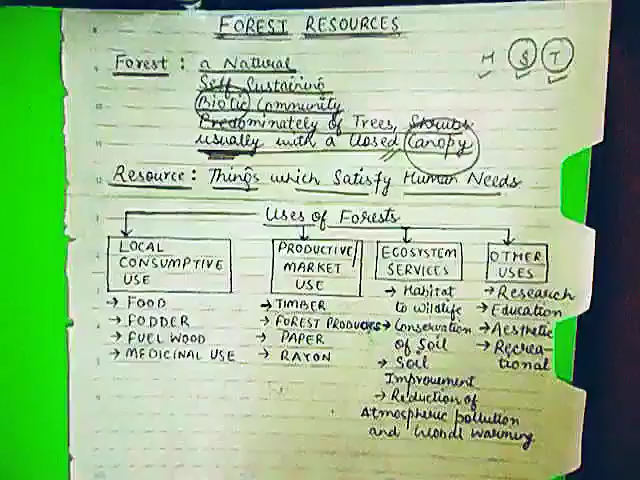 FOREST RESOURCES
Forest : a Natural
Self Sustaining
Biotic Community
Predominately of Trees, Shrubs
usually with a Closed Canopy
H S T
Resource: Things which Satisfy Human Needs
Uses of Forests
LOCAL
CONSUMPTIVE
USE
→ FOOD
→ FODDER
→ FUEL WOOD
→ MEDICINAL USE
PRODUCTIVE/
MARKET
USE
→ TIMBER
→ FOREST PRODUCES
→ PAPER
→ RAYON
ECOSYSTEM
SERVICES
→ Habitat
to wildlife
→ Conservation
of Soil
→ Soil
Improvement
→ Reduction of
Atmospheric pollution
and Global Warming
OTHER
USES
→ Research
→ Education
→ Aesthetic
→ Recrea-
tional